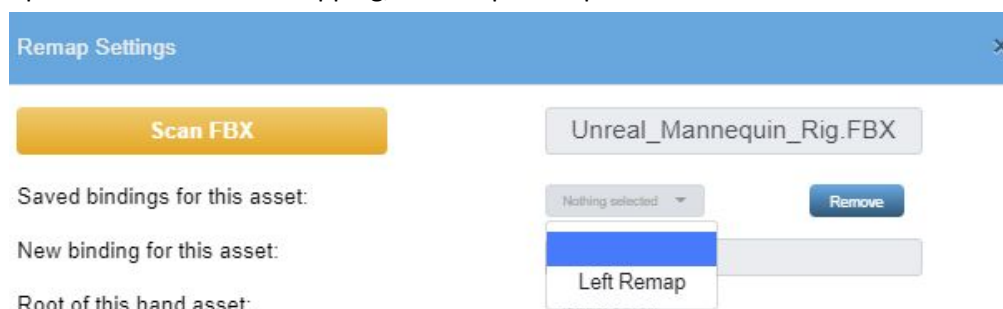 Remap Settings
Scan FBX
Unreal_Mannequin_Rig.FBX
Saved bindings for this asset:
Nothing selected
Remove
New binding for this asset:
Left Remap
Root of this hand asset: